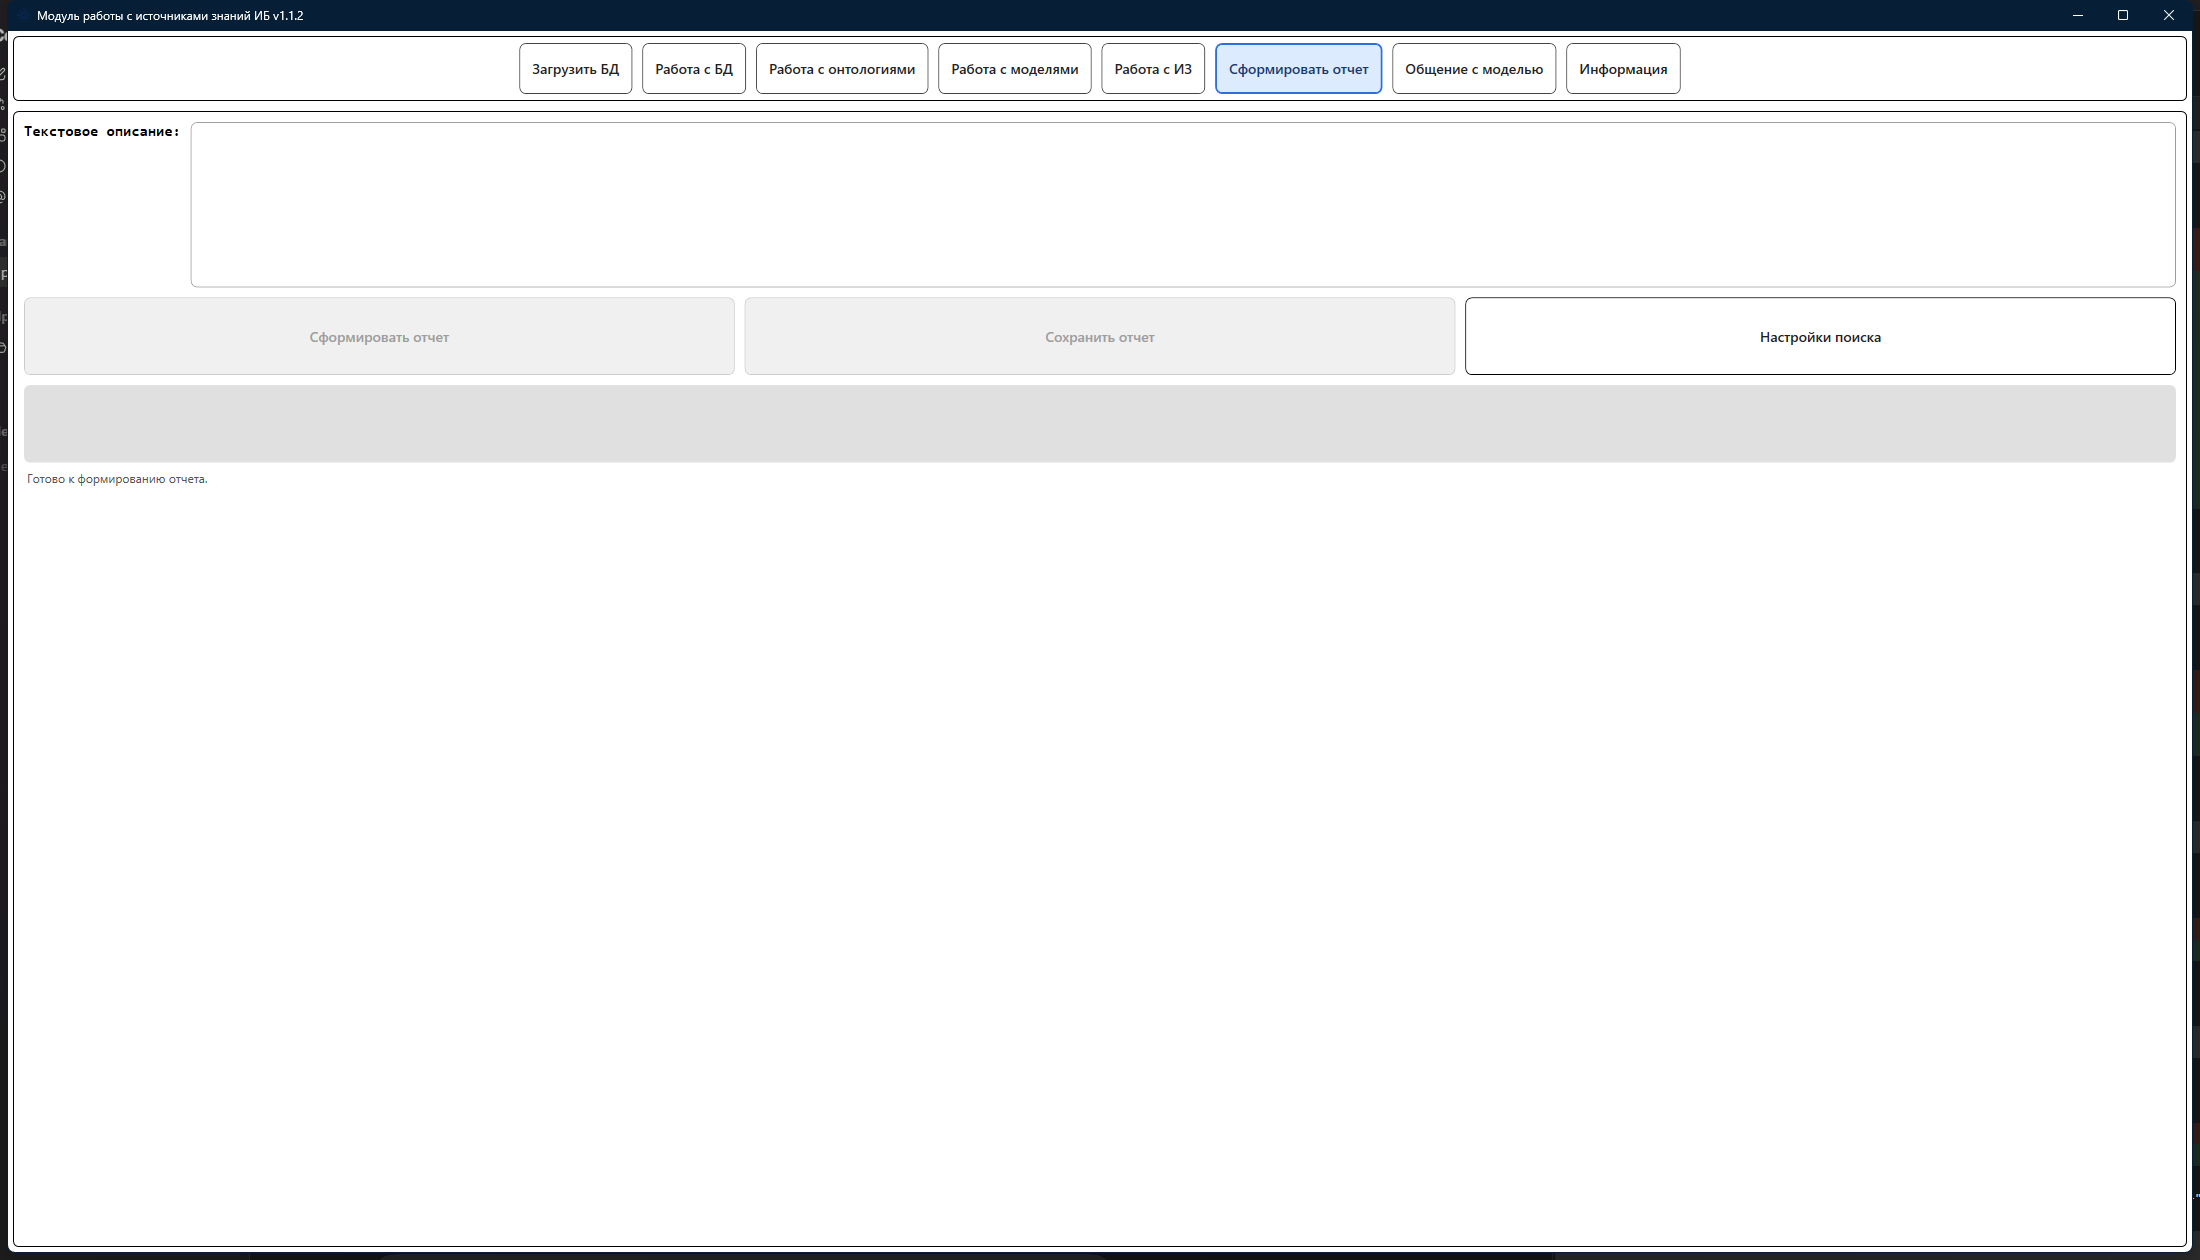 Модуль работы с источниками знаний ИБ v1.1.2
Загрузить БД
Работа с БД
Работа с онтологиями
Работа с моделями
Работа с ИЗ
Сформировать отчет
Общение с моделью
Информация
Текстовое описание:
Сформировать отчет
Сохранить отчет
Настройки поиска
Готово к формированию отчета.